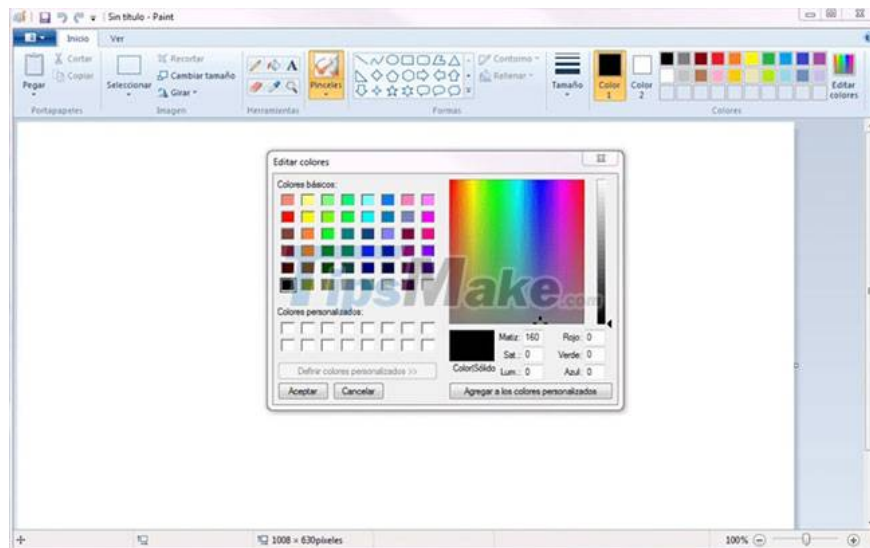 Sin título - Paint
Inicio Ver
Pegar
Cortar
Copiar
Portapapeles
Seleccionar
Recortar
Cambiar tamaño
Girar
Imagen
A
Herramientas
Pinceles
Contorno
Rellenar
Formas
Tamaño
Color 1
Color 2
Editar colores
Colores
Editar colores
Colores básicos:
TipsMake.com
Colores personalizados:
Definir colores personalizados >>
Aceptar Cancelar
Color|Sólido
Matiz: 160 Rojo: 0
Sat.: 0 Verde: 0
Lum.: 0 Azul: 0
Agregar a los colores personalizados
1008 × 630píxeles 100%